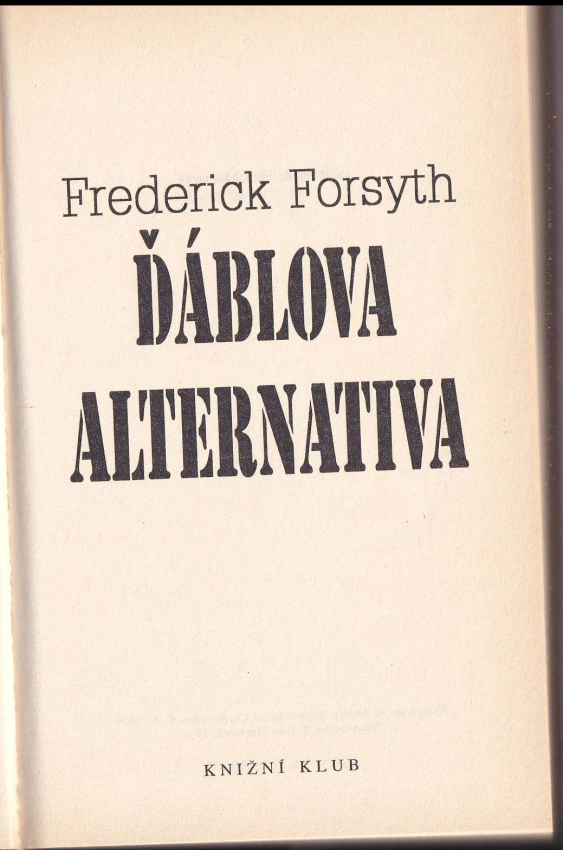 Frederick Forsyth
ĎÁBLOVA
ALTERNATIVA
KNIŽNÍ KLUB